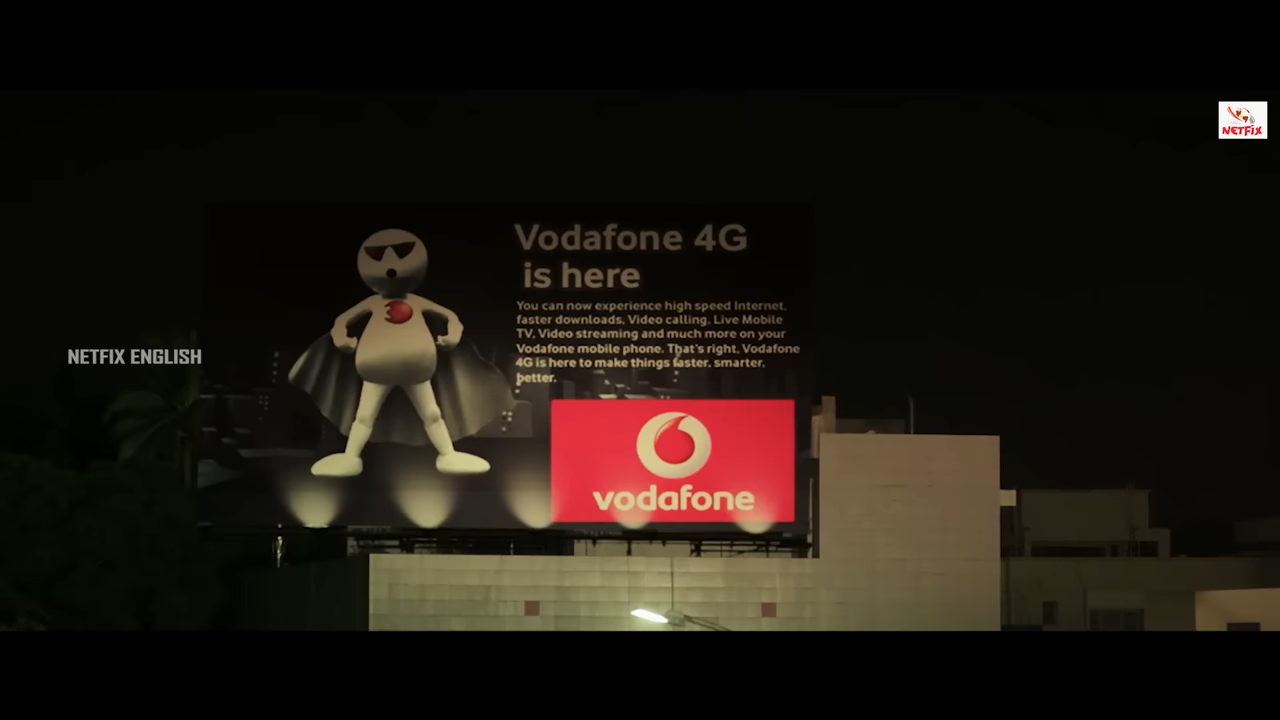 NETFIX
Vodafone 4G
is here
You can now experience high speed Internet,
faster downloads, Video calling, Live Mobile
TV, Video streaming and much more on your
Vodafone mobile phone. That's right, Vodafone
4G is here to make things faster, smarter,
better.
NETFIX ENGLISH
vodafone